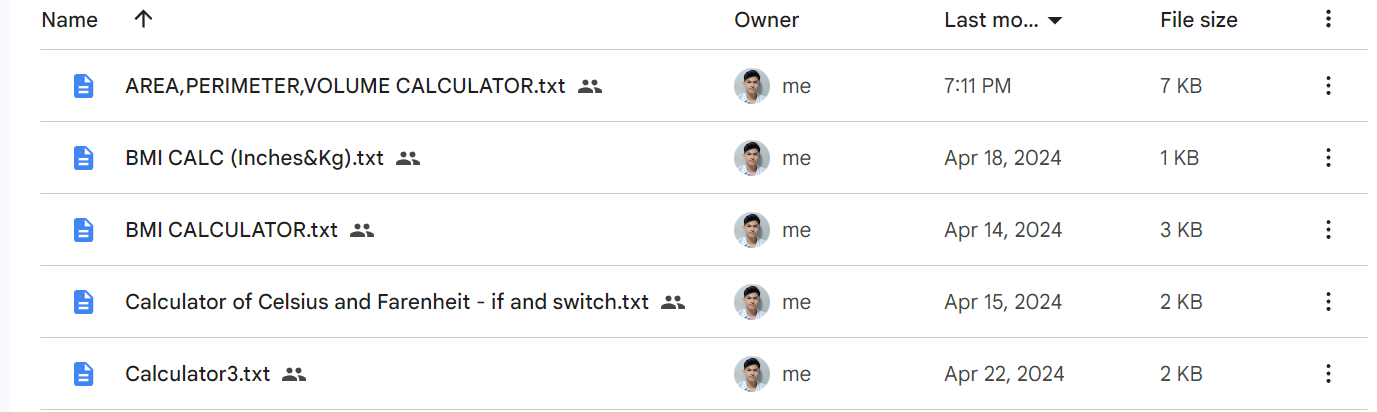 Name Owner Last mo... File size
AREA,PERIMETER,VOLUME CALCULATOR.txt me 7:11 PM 7 KB
BMI CALC (Inches&Kg).txt me Apr 18, 2024 1 KB
BMI CALCULATOR.txt me Apr 14, 2024 3 KB
Calculator of Celsius and Farenheit - if and switch.txt me Apr 15, 2024 2 KB
Calculator3.txt me Apr 22, 2024 2 KB